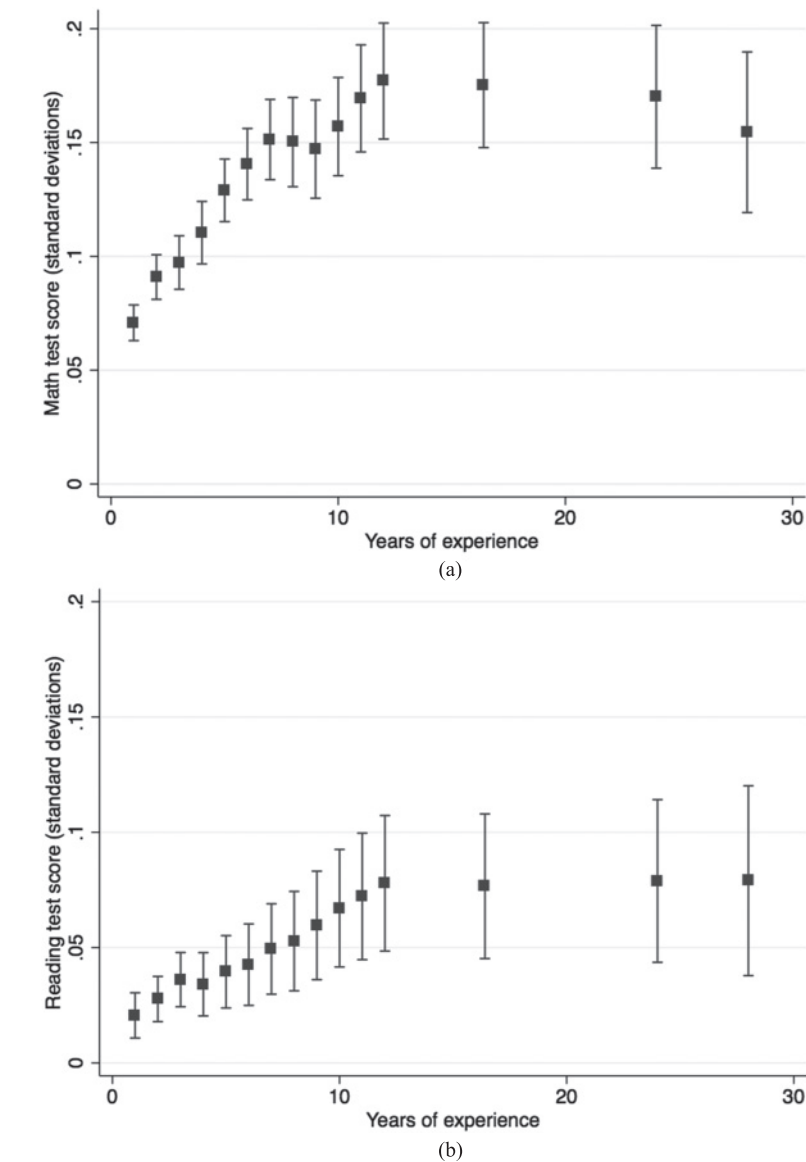 .2
.15
.1
.05
0
Math test score (standard deviations)
0 10 20 30
Years of experience
(a)
.2
.15
.1
.05
0
Reading test score (standard deviations)
0 10 20 30
Years of experience
(b)